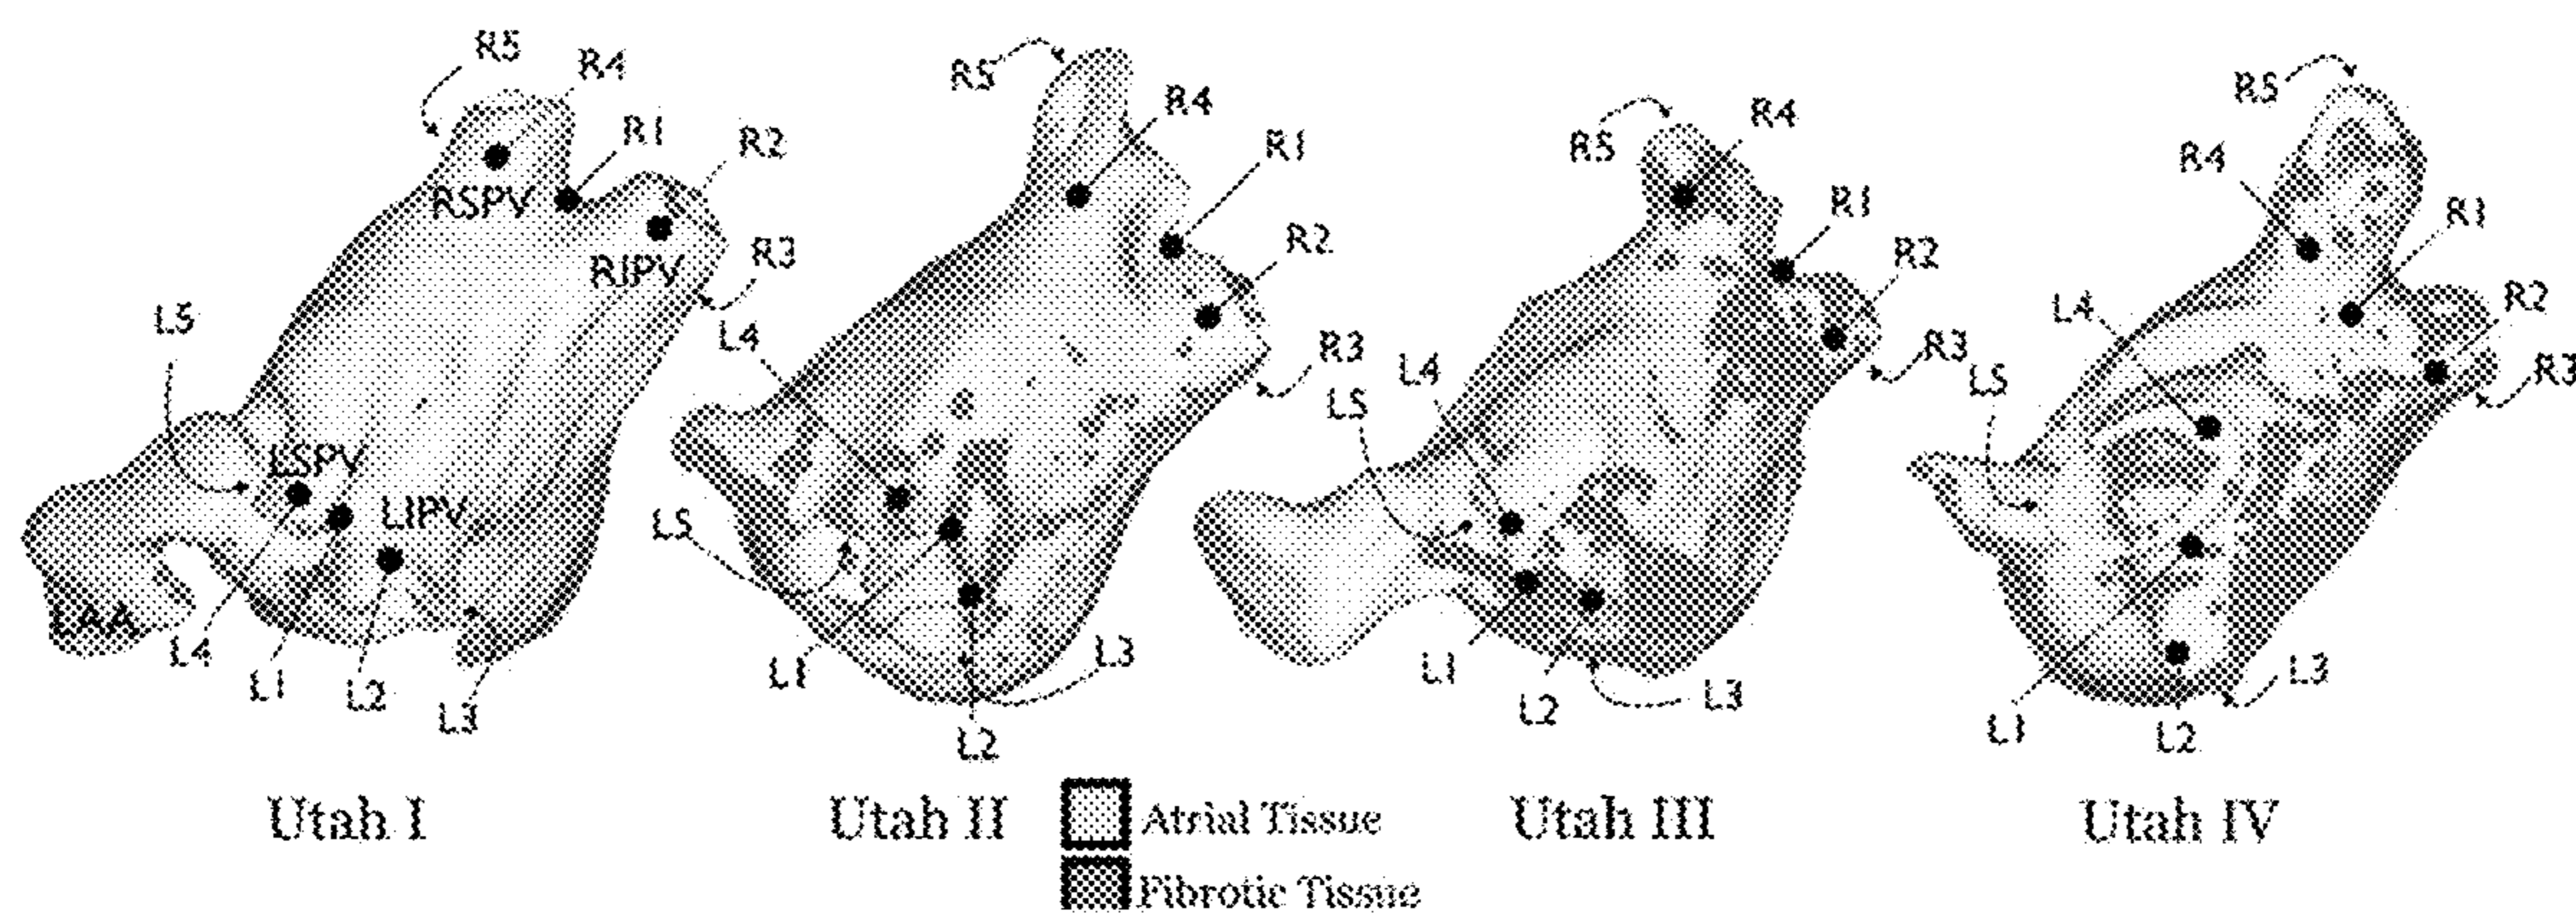 R5
R4
R1
R2
RSPV
RIPV
R3
L5
LSPV
LIPV
LAA
L4
L1
L2
L3
Utah I
R5
R4
R1
R2
R3
L4
L5
L1
L3
L2
Utah II
R5
R4
R1
R2
R3
L4
L5
L1
L2
L3
Utah III
R5
R4
R1
R2
R3
L4
L5
L1
L2
L3
Utah IV
Atrial Tissue
Fibrotic Tissue